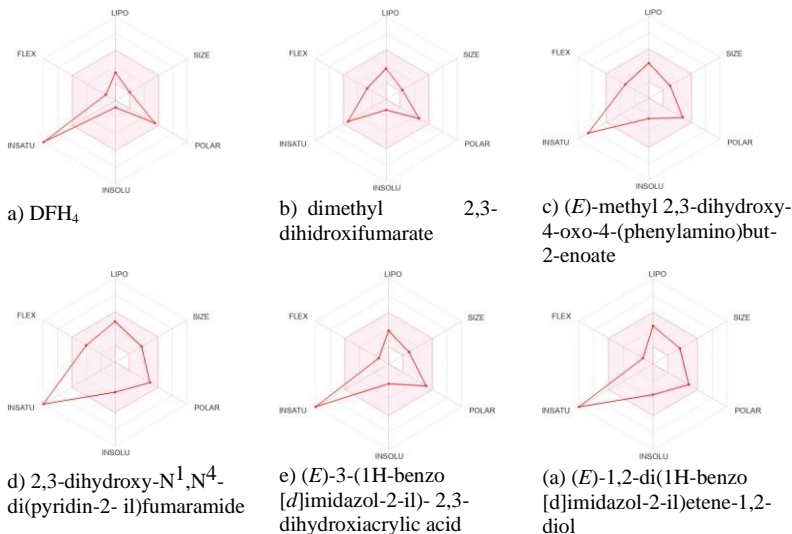 LIPO
FLEX
SIZE
INSATU
POLAR
INSOLU
a) DFH4
LIPO
FLEX
SIZE
INSATU
POLAR
INSOLU
b) dimethyl 2,3-
dihidroxifumarate
LIPO
FLEX
SIZE
INSATU
POLAR
INSOLU
c) (E)-methyl 2,3-dihydroxy-
4-oxo-4-(phenylamino)but-
2-enoate
LIPO
FLEX
SIZE
INSATU
POLAR
INSOLU
d) 2,3-dihydroxy-N1,N4-
di(pyridin-2- il)fumaramide
LIPO
FLEX
SIZE
INSATU
POLAR
INSOLU
e) (E)-3-(1H-benzo
[d]imidazol-2-il)- 2,3-
dihydroxiacrylic acid
LIPO
FLEX
SIZE
INSATU
POLAR
INSOLU
(a) (E)-1,2-di(1H-benzo
[d]imidazol-2-il)etene-1,2-
diol